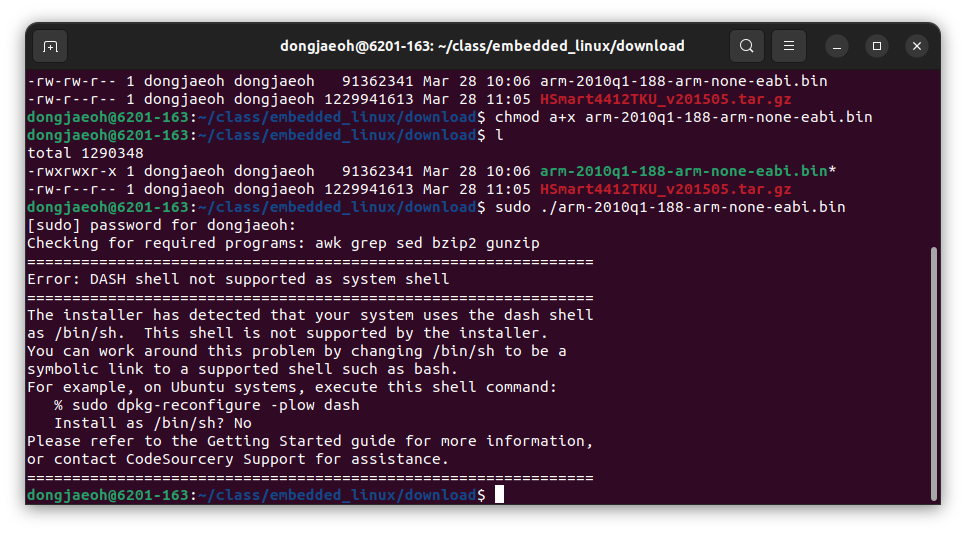 dongjaeoh@6201-163: ~/class/embedded_linux/download
-rw-rw-r-- 1 dongjaeoh dongjaeoh   91362341 Mar 28 10:06 arm-2010q1-188-arm-none-eabi.bin
-rw-r--r-- 1 dongjaeoh dongjaeoh 1229941613 Mar 28 11:05 HSmart4412TKU_v201505.tar.gz
dongjaeoh@6201-163:~/class/embedded_linux/download$ chmod a+x arm-2010q1-188-arm-none-eabi.bin
dongjaeoh@6201-163:~/class/embedded_linux/download$ l
total 1290348
-rwxrwxr-x 1 dongjaeoh dongjaeoh   91362341 Mar 28 10:06 arm-2010q1-188-arm-none-eabi.bin*
-rw-r--r-- 1 dongjaeoh dongjaeoh 1229941613 Mar 28 11:05 HSmart4412TKU_v201505.tar.gz
dongjaeoh@6201-163:~/class/embedded_linux/download$ sudo ./arm-2010q1-188-arm-none-eabi.bin
[sudo] password for dongjaeoh:
Checking for required programs: awk grep sed bzip2 gunzip
===============================================================
Error: DASH shell not supported as system shell
===============================================================
The installer has detected that your system uses the dash shell
as /bin/sh.  This shell is not supported by the installer.
You can work around this problem by changing /bin/sh to be a
symbolic link to a supported shell such as bash.
For example, on Ubuntu systems, execute this shell command:
   % sudo dpkg-reconfigure -plow dash
   Install as /bin/sh? No
Please refer to the Getting Started guide for more information,
or contact CodeSourcery Support for assistance.
===============================================================
dongjaeoh@6201-163:~/class/embedded_linux/download$